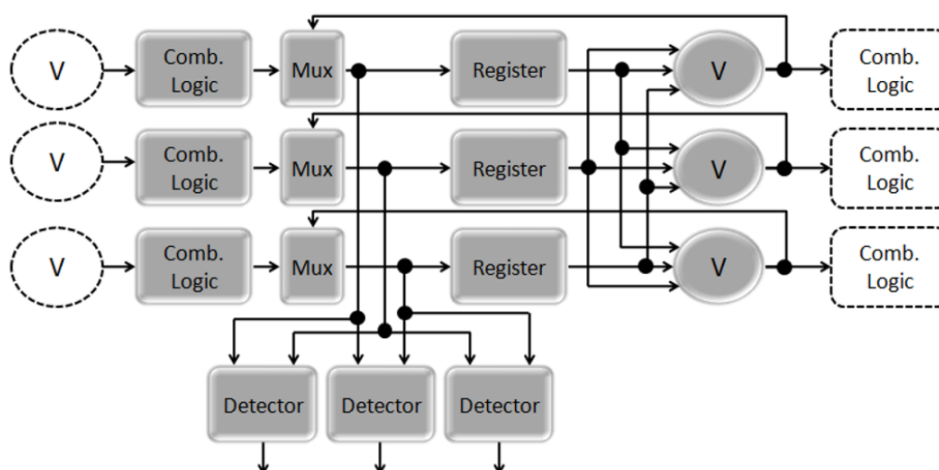 V
Comb.
Logic
Mux
Register
V
Comb.
Logic
V
Comb.
Logic
Mux
Register
V
Comb.
Logic
V
Comb.
Logic
Mux
Register
V
Comb.
Logic
Detector
Detector
Detector